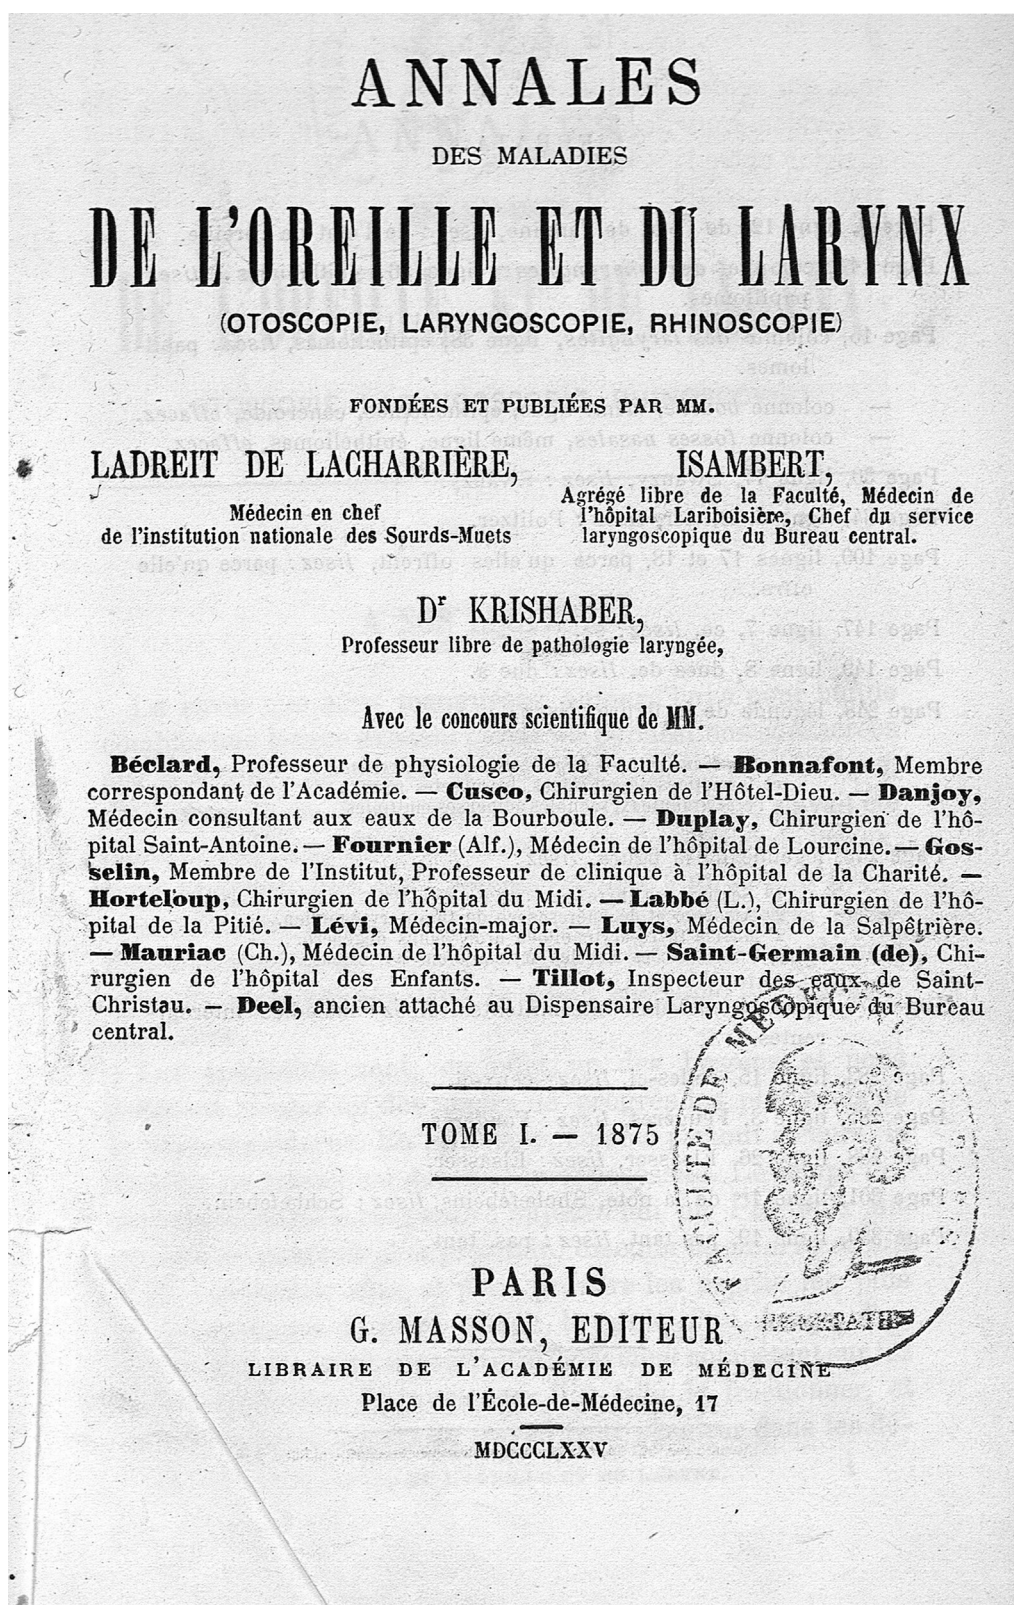 ANNALES
DES MALADIES
DE L'OREILLE ET DU LARYNX
(OTOSCOPIE, LARYNGOSCOPIE, RHINOSCOPIE)
FONDÉES ET PUBLIÉES PAR MM.
LADREIT DE LACHARRIÈRE,
Médecin en chef
de l'institution nationale des Sourds-Muets
ISAMBERT,
Agrégé libre de la Faculté, Médecin de
l'hôpital Lariboisière, Chef du service
laryngoscopique du Bureau central.
Dr KRISHABER,
Professeur libre de pathologie laryngée,
Avec le concours scientifique de MM.
Béclard, Professeur de physiologie de la Faculté. — Bonnafont, Membre
correspondant de l'Académie. — Cusco, Chirurgien de l'Hôtel-Dieu. — Danjoy,
Médecin consultant aux eaux de la Bourboule. — Duplay, Chirurgien de l'hô-
pital Saint-Antoine. — Fournier (Alf.), Médecin de l'hôpital de Lourcine. — Gos-
selin, Membre de l'Institut, Professeur de clinique à l'hôpital de la Charité. —
Horteloup, Chirurgien de l'hôpital du Midi. — Labbé (L.), Chirurgien de l'hô-
pital de la Pitié. — Lévi, Médecin-major. — Luys, Médecin de la Salpêtrière.
— Mauriac (Ch.), Médecin de l'hôpital du Midi. — Saint-Germain (de), Chi-
rurgien de l'hôpital des Enfants. — Tillot, Inspecteur des eaux de Saint-
Christau. — Deel, ancien attaché au Dispensaire Laryngoscopique du Bureau
central.
TOME I. — 1875
FACULTÉ DE MÉDECINE
PARIS
G. MASSON, EDITEUR
LIBRAIRE DE L'ACADÉMIE DE MÉDECINE
Place de l'École-de-Médecine, 17
MDCCCLXXV